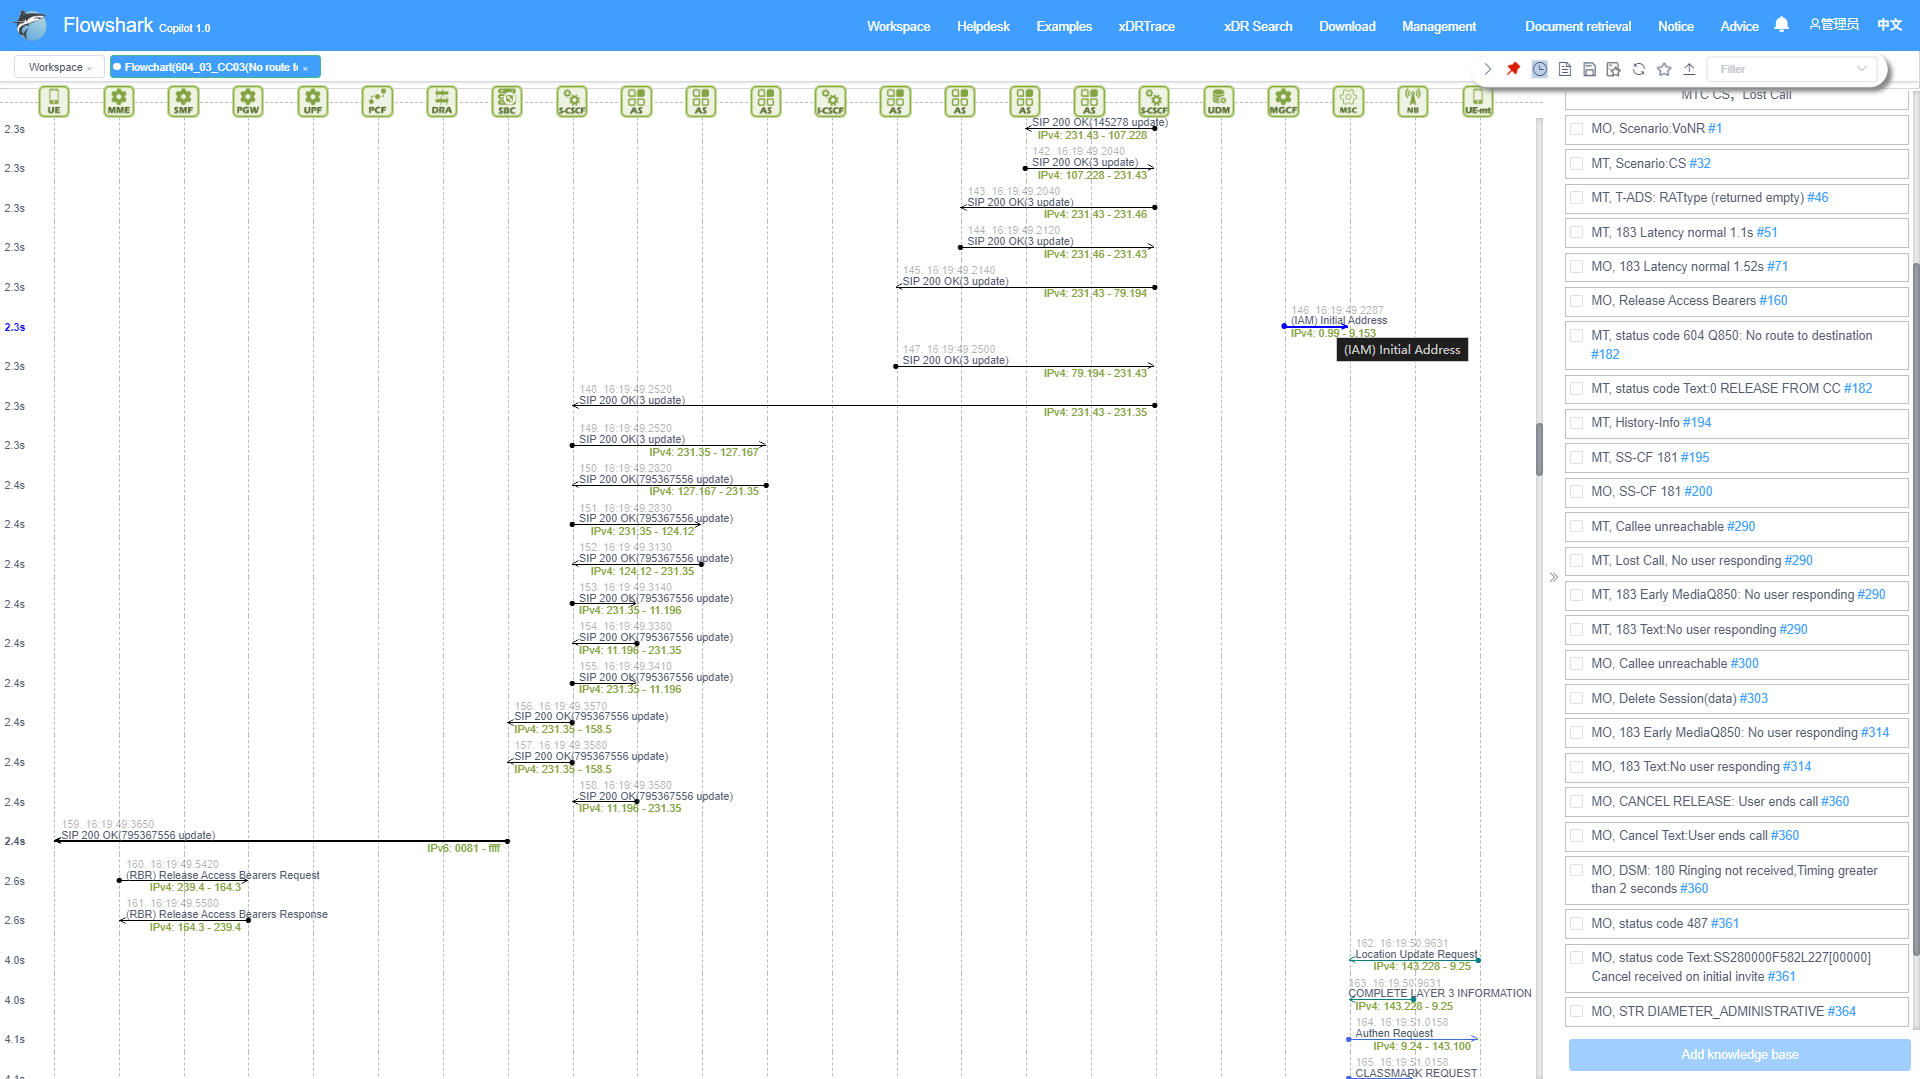 Flowshark Copilot 1.0
Workspace Helpdesk Examples xDRTrace xDR Search Download Management Document retrieval Notice Advice 管理员 中文
Workspace × Flowchart(604_03_CC03(No route t ×
Filter
UE MME SMF PGW UPF PCF DRA SBC S-CSCF AS AS AS I-CSCF AS AS AS AS S-CSCF UDM MGCF MSC NB UE-mt
2.3s
SIP 200 OK(145278 update)
IPv4: 231.43 - 107.228
142. 16:19:49.2040
2.3s
SIP 200 OK(3 update)
IPv4: 107.228 - 231.43
143. 16:19:49.2040
2.3s
SIP 200 OK(3 update)
IPv4: 231.43 - 231.46
144. 16:19:49.2120
2.3s
SIP 200 OK(3 update)
IPv4: 231.46 - 231.43
145. 16:19:49.2140
2.3s
SIP 200 OK(3 update)
IPv4: 231.43 - 79.194
146. 16:19:49.2287
2.3s
(IAM) Initial Address
IPv4: 0.99 - 9.153
(IAM) Initial Address
147. 16:19:49.2500
2.3s
SIP 200 OK(3 update)
IPv4: 79.194 - 231.43
148. 16:19:49.2520
2.3s
SIP 200 OK(3 update)
IPv4: 231.43 - 231.35
149. 16:19:49.2520
2.3s
SIP 200 OK(3 update)
IPv4: 231.35 - 127.167
150. 16:19:49.2820
2.4s
SIP 200 OK(795367556 update)
IPv4: 127.167 - 231.35
151. 16:19:49.2830
2.4s
SIP 200 OK(795367556 update)
IPv4: 231.35 - 124.12
152. 16:19:49.3130
2.4s
SIP 200 OK(795367556 update)
IPv4: 124.12 - 231.35
153. 16:19:49.3140
2.4s
SIP 200 OK(795367556 update)
IPv4: 231.35 - 11.196
154. 16:19:49.3380
2.4s
SIP 200 OK(795367556 update)
IPv4: 11.196 - 231.35
155. 16:19:49.3410
2.4s
SIP 200 OK(795367556 update)
IPv4: 231.35 - 11.196
156. 16:19:49.3570
2.4s
SIP 200 OK(795367556 update)
IPv4: 231.35 - 158.5
157. 16:19:49.3580
2.4s
SIP 200 OK(795367556 update)
IPv4: 231.35 - 158.5
158. 16:19:49.3580
2.4s
SIP 200 OK(795367556 update)
IPv4: 11.196 - 231.35
159. 16:19:49.3650
2.4s
SIP 200 OK(795367556 update)
IPv6: 0081 - ffff
160. 16:19:49.5420
2.6s
(RBR) Release Access Bearers Request
IPv4: 239.4 - 164.3
161. 16:19:49.5580
2.6s
(RBR) Release Access Bearers Response
IPv4: 164.3 - 239.4
162. 16:19:50.9631
4.0s
Location Update Request
IPv4: 143.228 - 9.25
163. 16:19:50.9631
4.0s
COMPLETE LAYER 3 INFORMATION
IPv4: 143.228 - 9.25
164. 16:19:51.0158
4.1s
Authen Request
IPv4: 9.24 - 143.100
165. 16:19:51.0158
CLASSMARK REQUEST
MTC CS, Lost Call
MO, Scenario:VoNR #1
MT, Scenario:CS #32
MT, T-ADS: RATtype (returned empty) #46
MT, 183 Latency normal 1.1s #51
MO, 183 Latency normal 1.52s #71
MO, Release Access Bearers #160
MT, status code 604 Q850: No route to destination
#182
MT, status code Text:0 RELEASE FROM CC #182
MT, History-Info #194
MT, SS-CF 181 #195
MO, SS-CF 181 #200
MT, Callee unreachable #290
MT, Lost Call, No user responding #290
MT, 183 Early MediaQ850: No user responding #290
MT, 183 Text:No user responding #290
MO, Callee unreachable #300
MO, Delete Session(data) #303
MO, 183 Early MediaQ850: No user responding #314
MO, 183 Text:No user responding #314
MO, CANCEL RELEASE: User ends call #360
MO, Cancel Text:User ends call #360
MO, DSM: 180 Ringing not received,Timing greater
than 2 seconds #360
MO, status code 487 #361
MO, status code Text:SS280000F582L227[00000]
Cancel received on initial invite #361
MO, STR DIAMETER_ADMINISTRATIVE #364
Add knowledge base